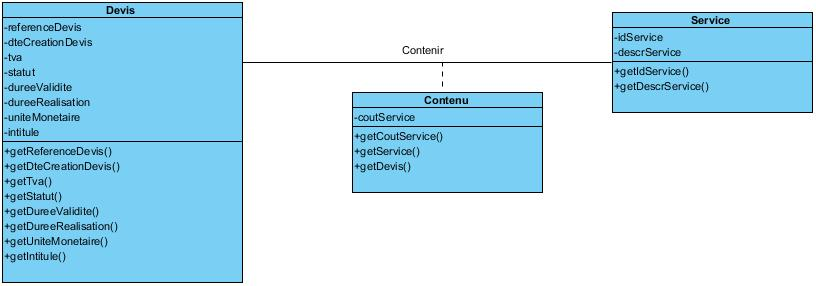 Devis
-referenceDevis
-dteCreationDevis
-tva
-statut
-dureeValidite
-dureeRealisation
-uniteMonetaire
-intitule
+getReferenceDevis()
+getDteCreationDevis()
+getTva()
+getStatut()
+getDureeValidite()
+getDureeRealisation()
+getUniteMonetaire()
+getIntitule()
Contenir
Contenu
-coutService
+getCoutService()
+getService()
+getDevis()
Service
-idService
-descrService
+getIdService()
+getDescrService()